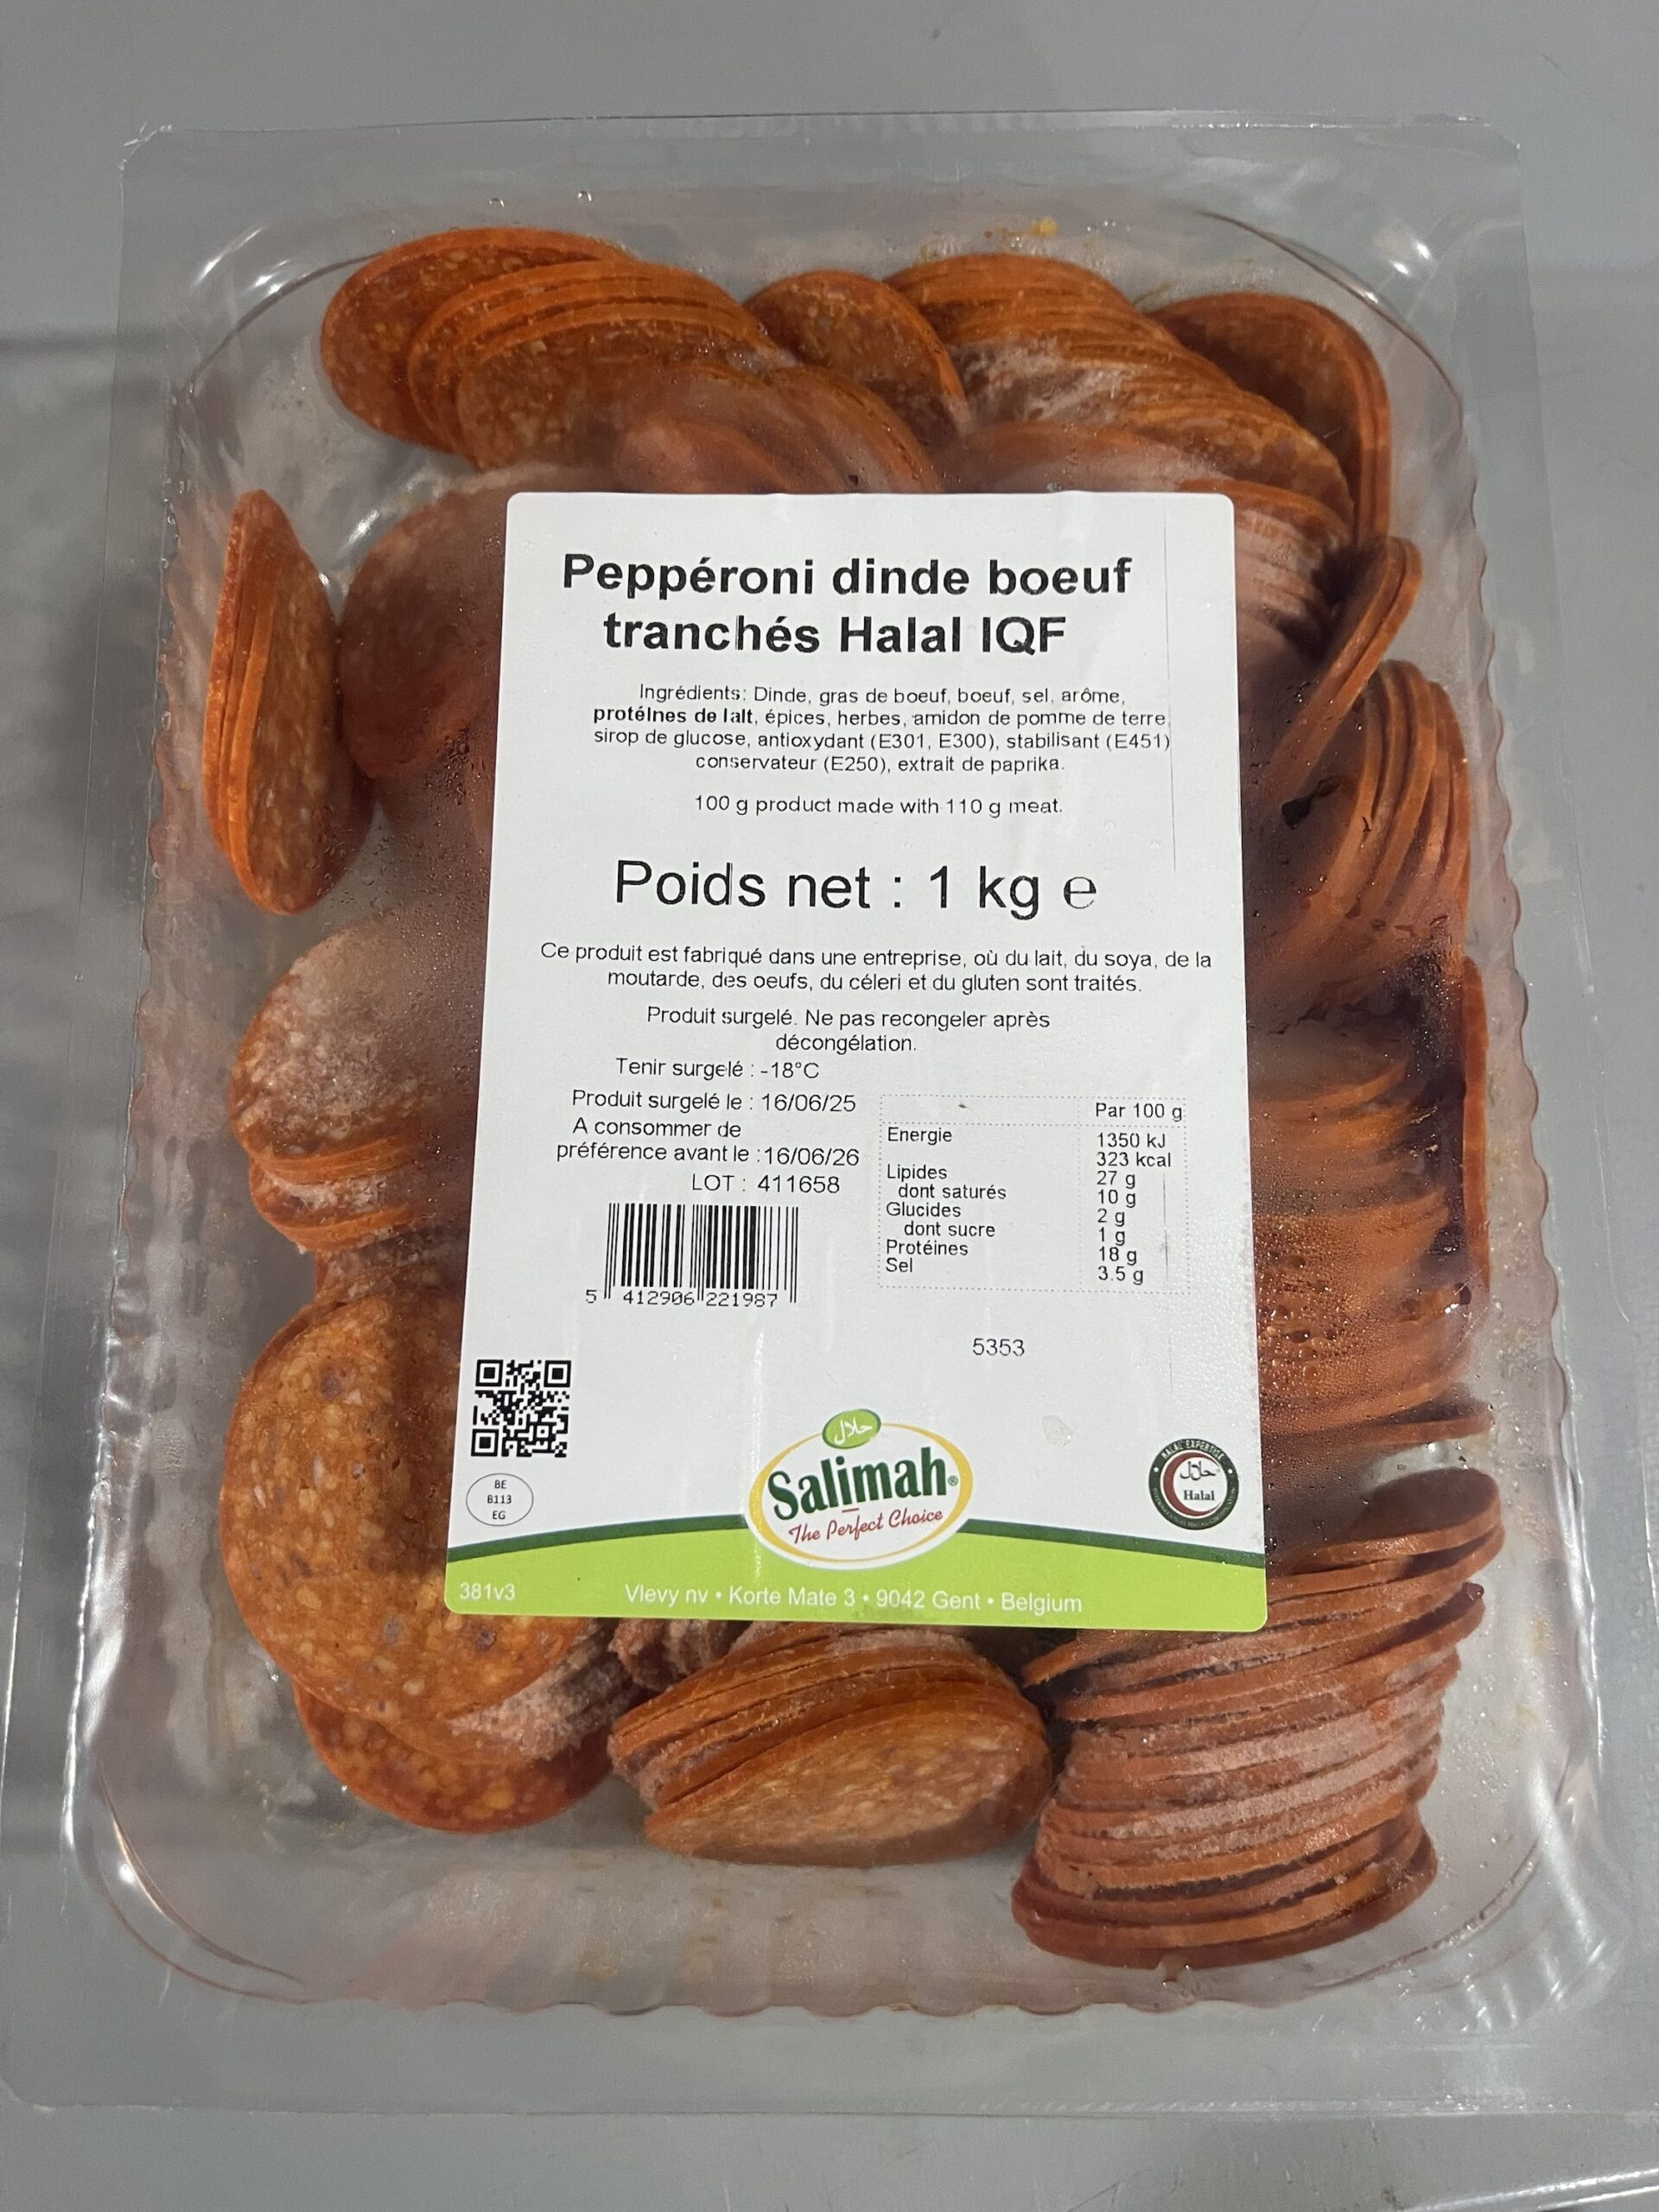 Peppéroni dinde boeuf
tranchés Halal IQF
Ingrédients: Dinde, gras de boeuf, boeuf, sel, arôme,
protéines de lait, épices, herbes, amidon de pomme de terre,
sirop de glucose, antioxydant (E301, E300), stabilisant (E451)
conservateur (E250), extrait de paprika.
100 g product made with 110 g meat.
Poids net : 1 kg e
Ce produit est fabriqué dans une entreprise, où du lait, du soya, de la
moutarde, des oeufs, du céleri et du gluten sont traités.
Produit surgelé. Ne pas recongeler après
décongélation.
Tenir surgelé : -18°C
Produit surgelé le : 16/06/25
A consommer de
préférence avant le :16/06/26
LOT : 411658
Par 100 g
Energie 1350 kJ
323 kcal
Lipides 27 g
dont saturés 10 g
Glucides 2 g
dont sucre 1 g
Protéines 18 g
Sel 3.5 g
5 412906 221987
5353
BE
B113
EG
حلال
Salimah®
The Perfect Choice
HALAL EXPERTISE
حلال
Halal
381v3
Vlevy nv • Korte Mate 3 • 9042 Gent • Belgium